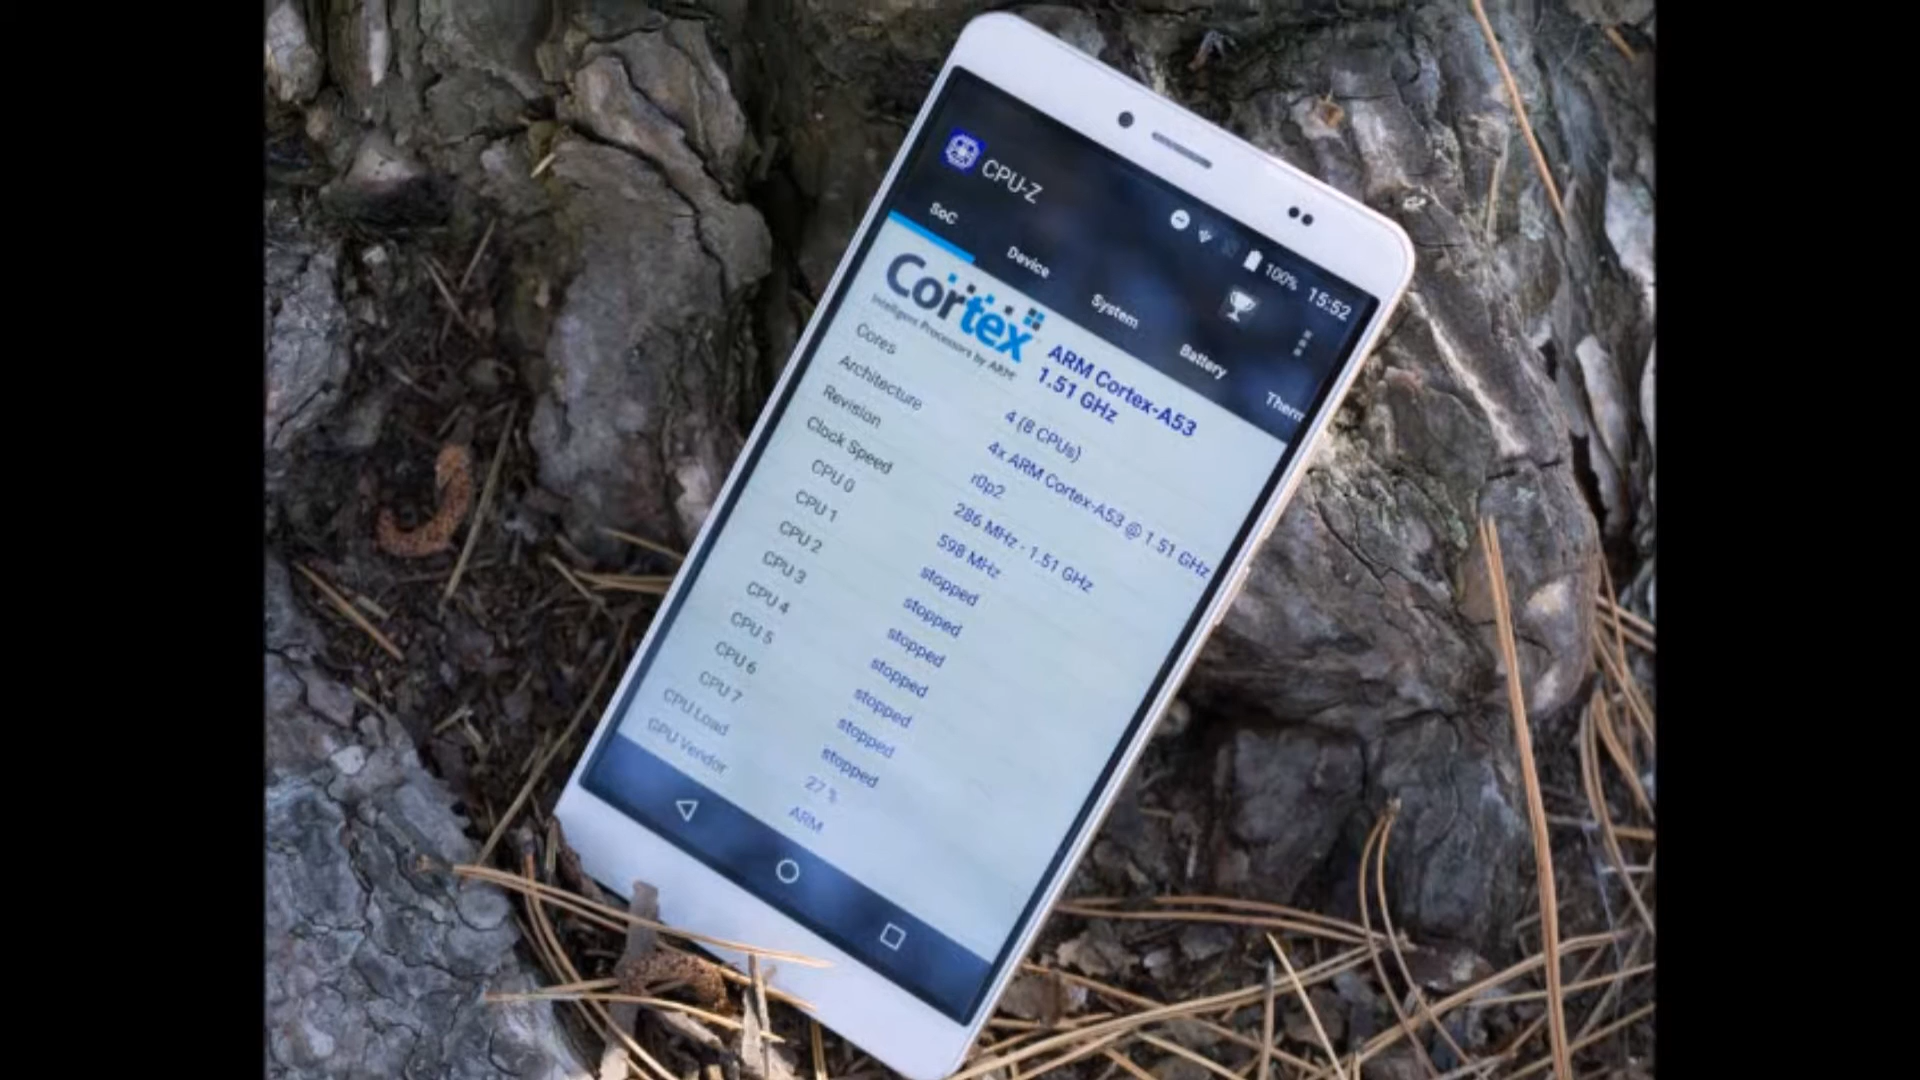 100% 15:52
CPU-Z
SoC Device System Battery Therm
Cortex
Intelligent Processors by ARM
ARM Cortex-A53
1.51 GHz
Cores 4 (8 CPUs)
Architecture 4x ARM Cortex-A53 @ 1.51 GHz
Revision r0p2
Clock Speed 286 MHz - 1.51 GHz
CPU 0 598 MHz
CPU 1 stopped
CPU 2 stopped
CPU 3 stopped
CPU 4 stopped
CPU 5 stopped
CPU 6 stopped
CPU 7 stopped
CPU Load 27 %
GPU Vendor ARM